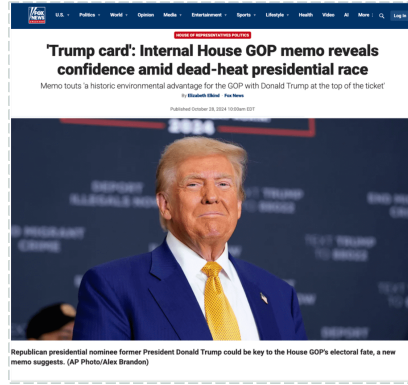 FOX
NEWS
U.S.
Politics
World
Opinion
Media
Entertainment
Sports
Lifestyle
Health
Video
AI
More
Log In
HOUSE OF REPRESENTATIVES POLITICS
'Trump card': Internal House GOP memo reveals
confidence amid dead-heat presidential race
Memo touts 'a historic environmental advantage for the GOP with Donald Trump at the top of the ticket'
By Elizabeth Elkind Fox News
Published October 28, 2024 10:00am EDT
2024
DEPORT
ILLEGALS NOW
END MIGRANT
CRIME
TEXT TRUMP
TO 88022
Republican presidential nominee former President Donald Trump could be key to the House GOP's electoral fate, a new
memo suggests. (AP Photo/Alex Brandon)